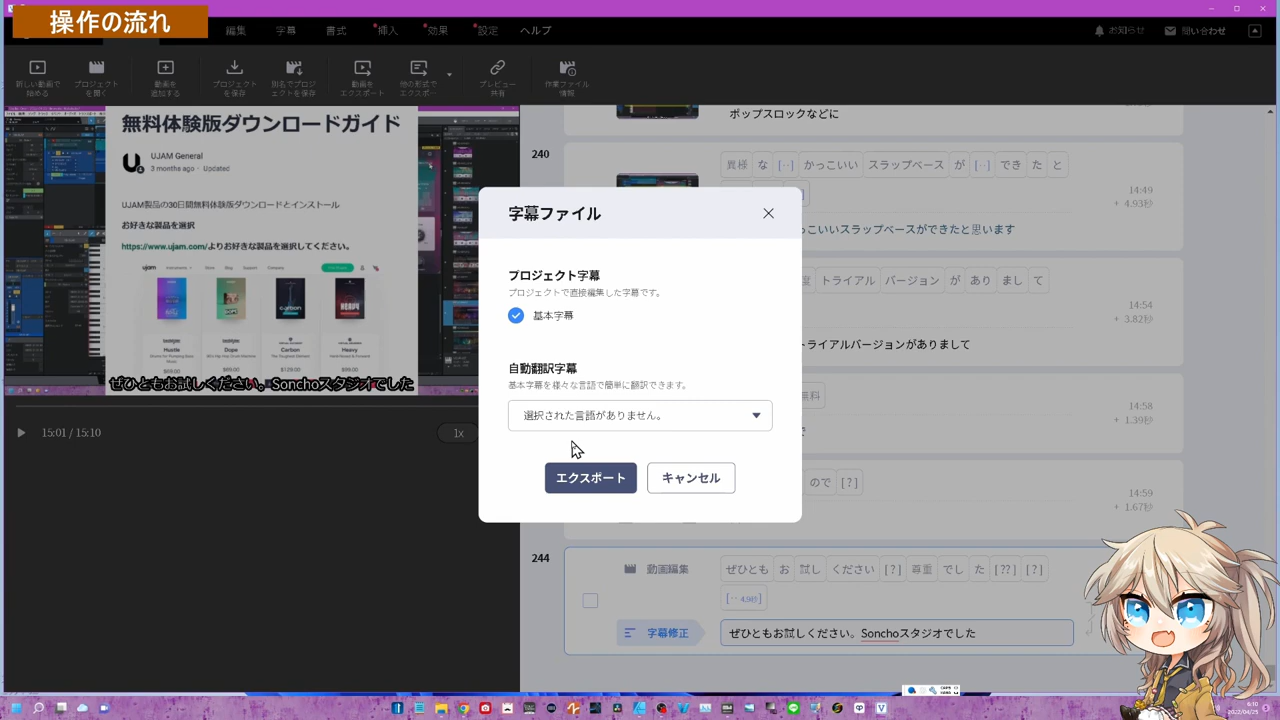 操作の流れ
編集 字幕 書式 挿入 効果 設定 ヘルプ お知らせ 問い合わせ
新しい動画で始める
プロジェクトを開く
動画を追加する
プロジェクトを保存
別名でプロジェクトを保存
動画をエクスポート
他の形式でエクスポー
プレビュー共有
作業ファイル情報
無料体験版ダウンロードガイド
UJAM General
3 months ago · Updated
UJAM製品の30日間無料体験版ダウンロードとインストール
お好きな製品を選択
https://www.ujam.com/よりお好きな製品を選択してください。
ujam
Hustle Dope Carbon Heavy
ぜひともお試しください。Sonchoスタジオでした
15:01 / 15:10
1x
ップスロックなどに
240
かっこいい スラップベース が でき た と
14:49
+ 4.93秒
っこいいスラップベースができたと思います
トライアルバージョン が あり まし て
14:54
+ 3.82秒
トライアルバージョンがありまして
無料
14:58
+ 1.39秒
ので [?]
14:59
+ 1.67秒
字幕ファイル
プロジェクト字幕
プロジェクトで直接編集した字幕です。
基本字幕
自動翻訳字幕
基本字幕を様々な言語で簡単に翻訳できます。
選択された言語がありません。
エクスポート キャンセル
244
動画編集 ぜひとも お 試し ください [?] 尊重 でし た [??] [?]
[·· 4.9秒]
字幕修正 ぜひともお試しください。Sonchoスタジオでした
6:10
2022/04/25